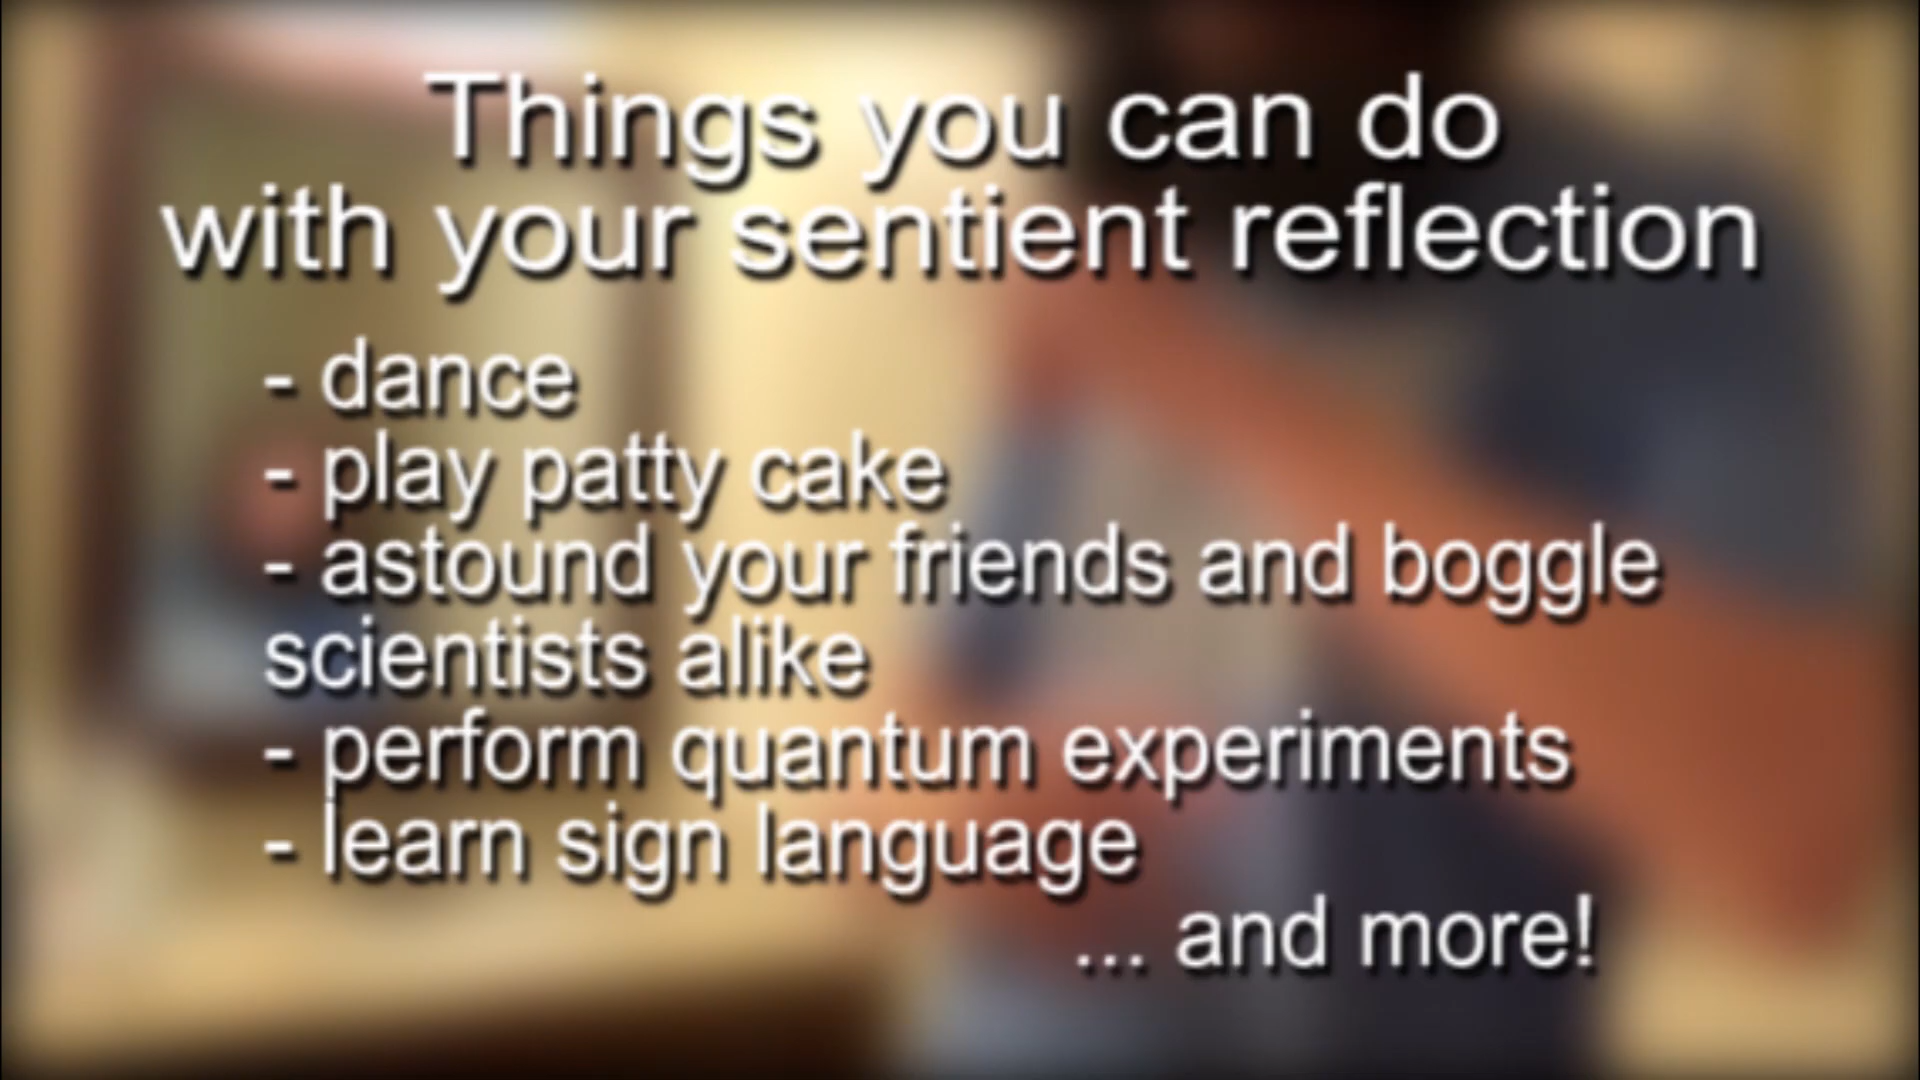 Things you can do
with your sentient reflection
- dance
- play patty cake
- astound your friends and boggle
scientists alike
- perform quantum experiments
- learn sign language
... and more!